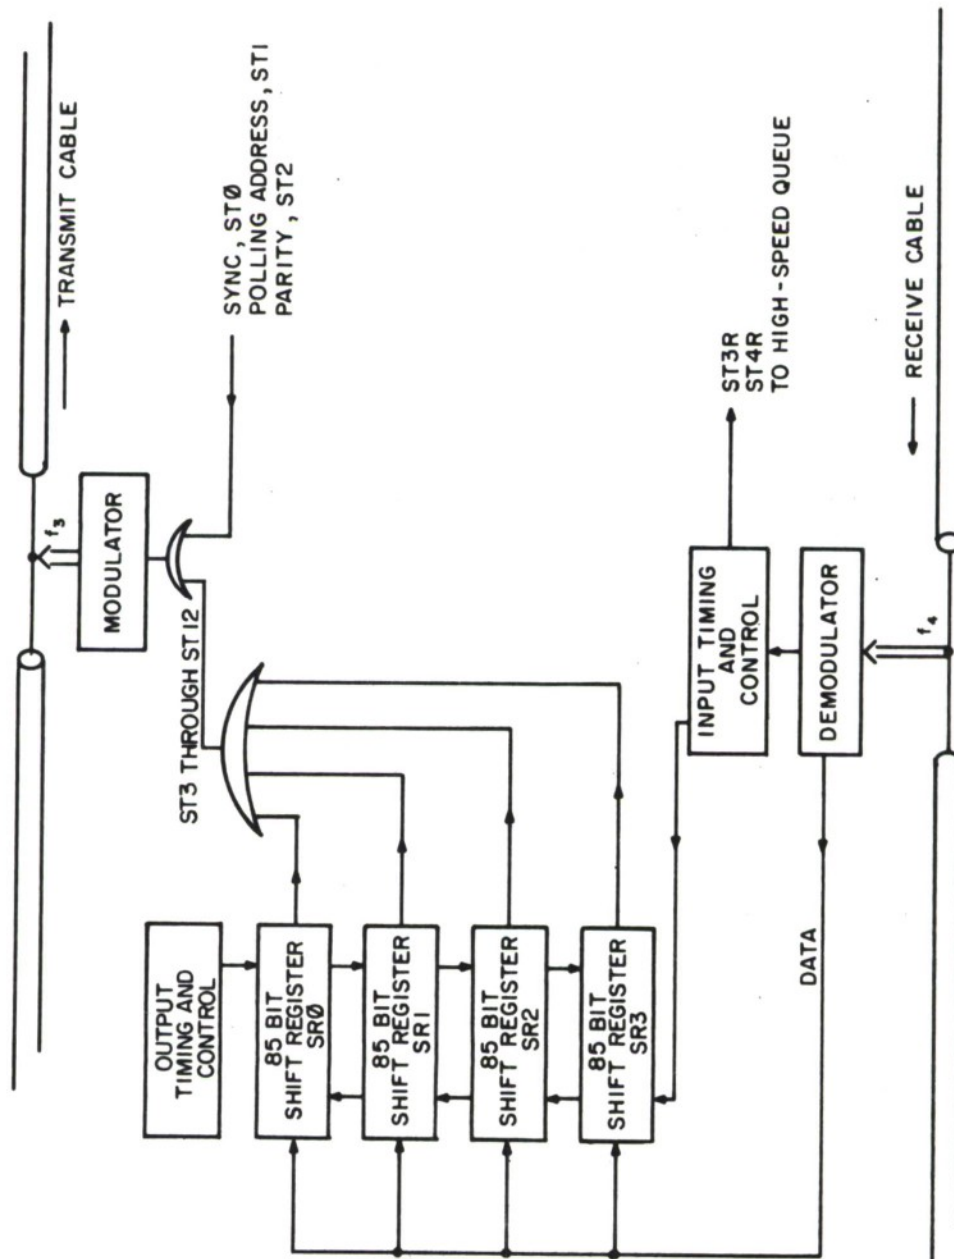 TRANSMIT CABLE
f3
MODULATOR
SYNC, STØ
POLLING ADDRESS, ST1
PARITY, ST2
ST3 THROUGH ST12
OUTPUT
TIMING AND
CONTROL
85 BIT
SHIFT REGISTER
SRØ
85 BIT
SHIFT REGISTER
SR1
85 BIT
SHIFT REGISTER
SR2
85 BIT
SHIFT REGISTER
SR3
INPUT TIMING
AND
CONTROL
ST3R
ST4R
TO HIGH-SPEED QUEUE
DEMODULATOR
DATA
f4
RECEIVE CABLE